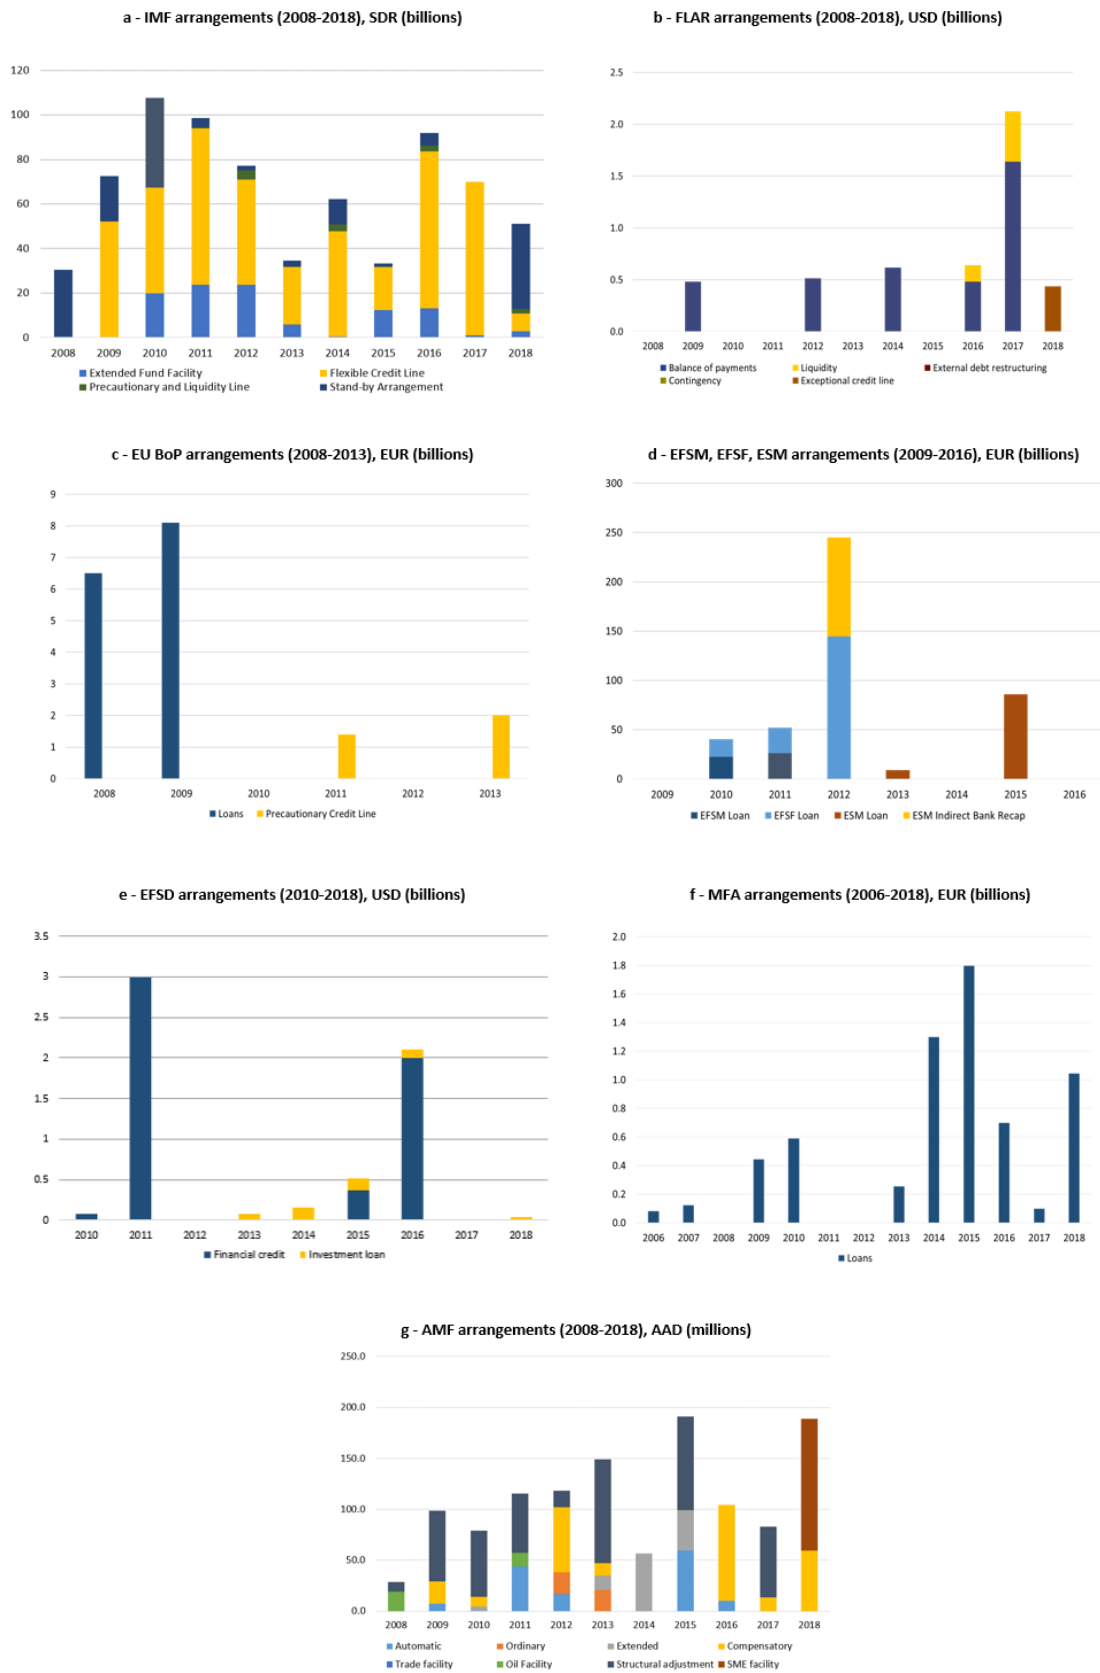 a - IMF arrangements (2008-2018), SDR (billions)
120
100
80
60
40
20
0
2008 2009 2010 2011 2012 2013 2014 2015 2016 2017 2018
Extended Fund Facility Flexible Credit Line
Precautionary and Liquidity Line Stand-by Arrangement
b - FLAR arrangements (2008-2018), USD (billions)
2.5
2.0
1.5
1.0
0.5
0.0
2008 2009 2010 2011 2012 2013 2014 2015 2016 2017 2018
Balance of payments Liquidity External debt restructuring
Contingency Exceptional credit line
c - EU BoP arrangements (2008-2013), EUR (billions)
9
8
7
6
5
4
3
2
1
0
2008 2009 2010 2011 2012 2013
Loans Precautionary Credit Line
d - EFSM, EFSF, ESM arrangements (2009-2016), EUR (billions)
300
250
200
150
100
50
0
2009 2010 2011 2012 2013 2014 2015 2016
EFSM Loan EFSF Loan ESM Loan ESM Indirect Bank Recap
e - EFSD arrangements (2010-2018), USD (billions)
3.5
3
2.5
2
1.5
1
0.5
0
2010 2011 2012 2013 2014 2015 2016 2017 2018
Financial credit Investment loan
f - MFA arrangements (2006-2018), EUR (billions)
2.0
1.8
1.6
1.4
1.2
1.0
0.8
0.6
0.4
0.2
0.0
2006 2007 2008 2009 2010 2011 2012 2013 2014 2015 2016 2017 2018
Loans
g - AMF arrangements (2008-2018), AAD (millions)
250.0
200.0
150.0
100.0
50.0
0.0
2008 2009 2010 2011 2012 2013 2014 2015 2016 2017 2018
Automatic Ordinary Extended Compensatory
Trade facility Oil Facility Structural adjustment SME facility